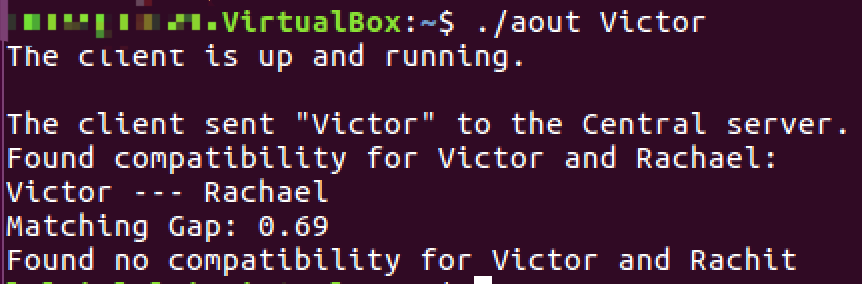 .VirtualBox:~$ ./aout Victor
The client is up and running.
The client sent "Victor" to the Central server.
Found compatibility for Victor and Rachael:
Victor --- Rachael
Matching Gap: 0.69
Found no compatibility for Victor and Rachit